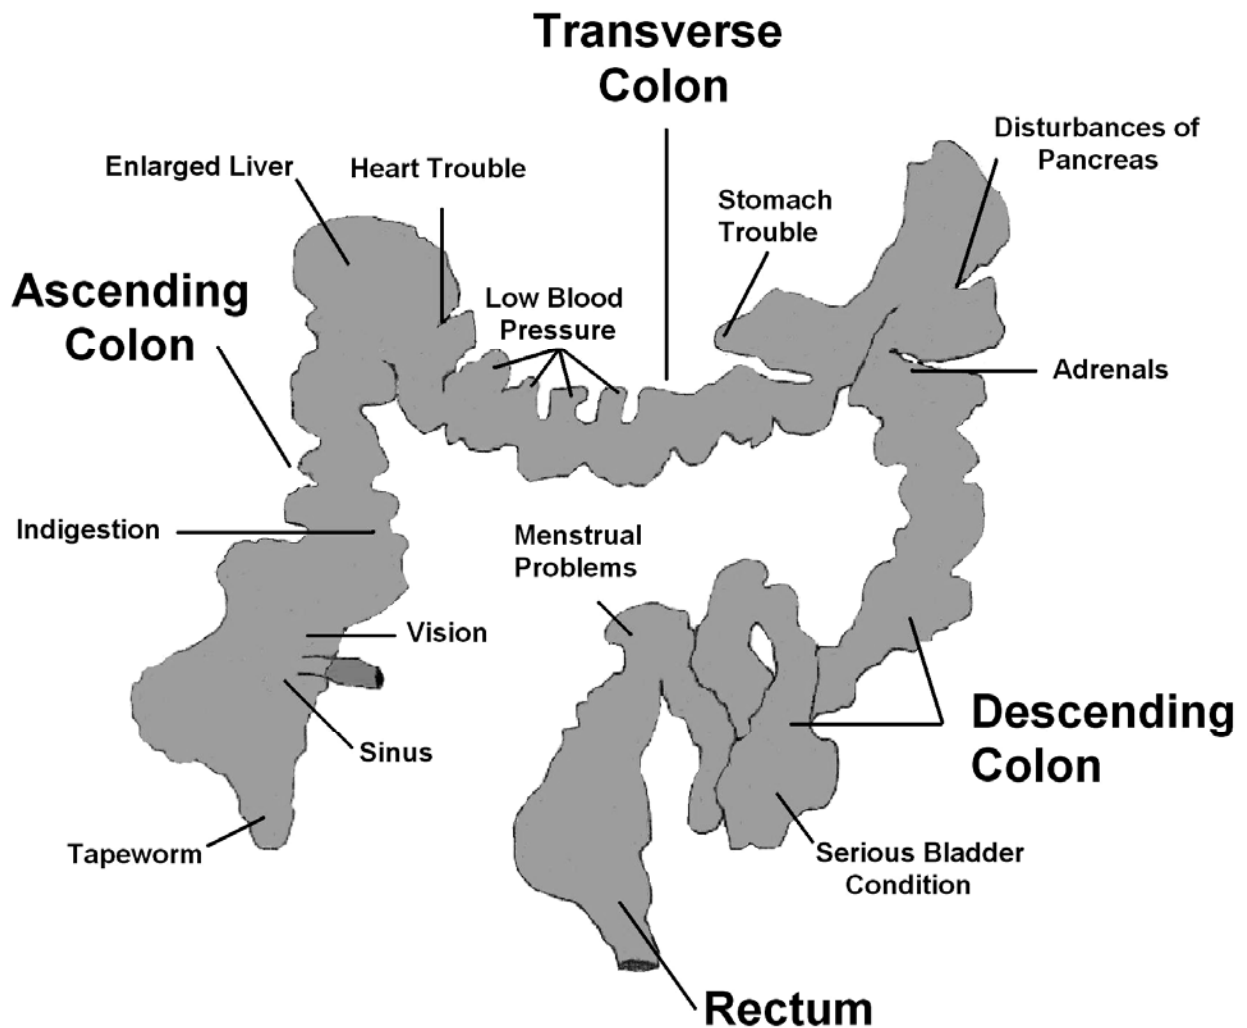 Transverse
Colon
Disturbances of
Pancreas
Enlarged Liver
Heart Trouble
Stomach
Trouble
Ascending
Colon
Low Blood
Pressure
Adrenals
Indigestion
Menstrual
Problems
Vision
Sinus
Descending
Colon
Tapeworm
Serious Bladder
Condition
Rectum